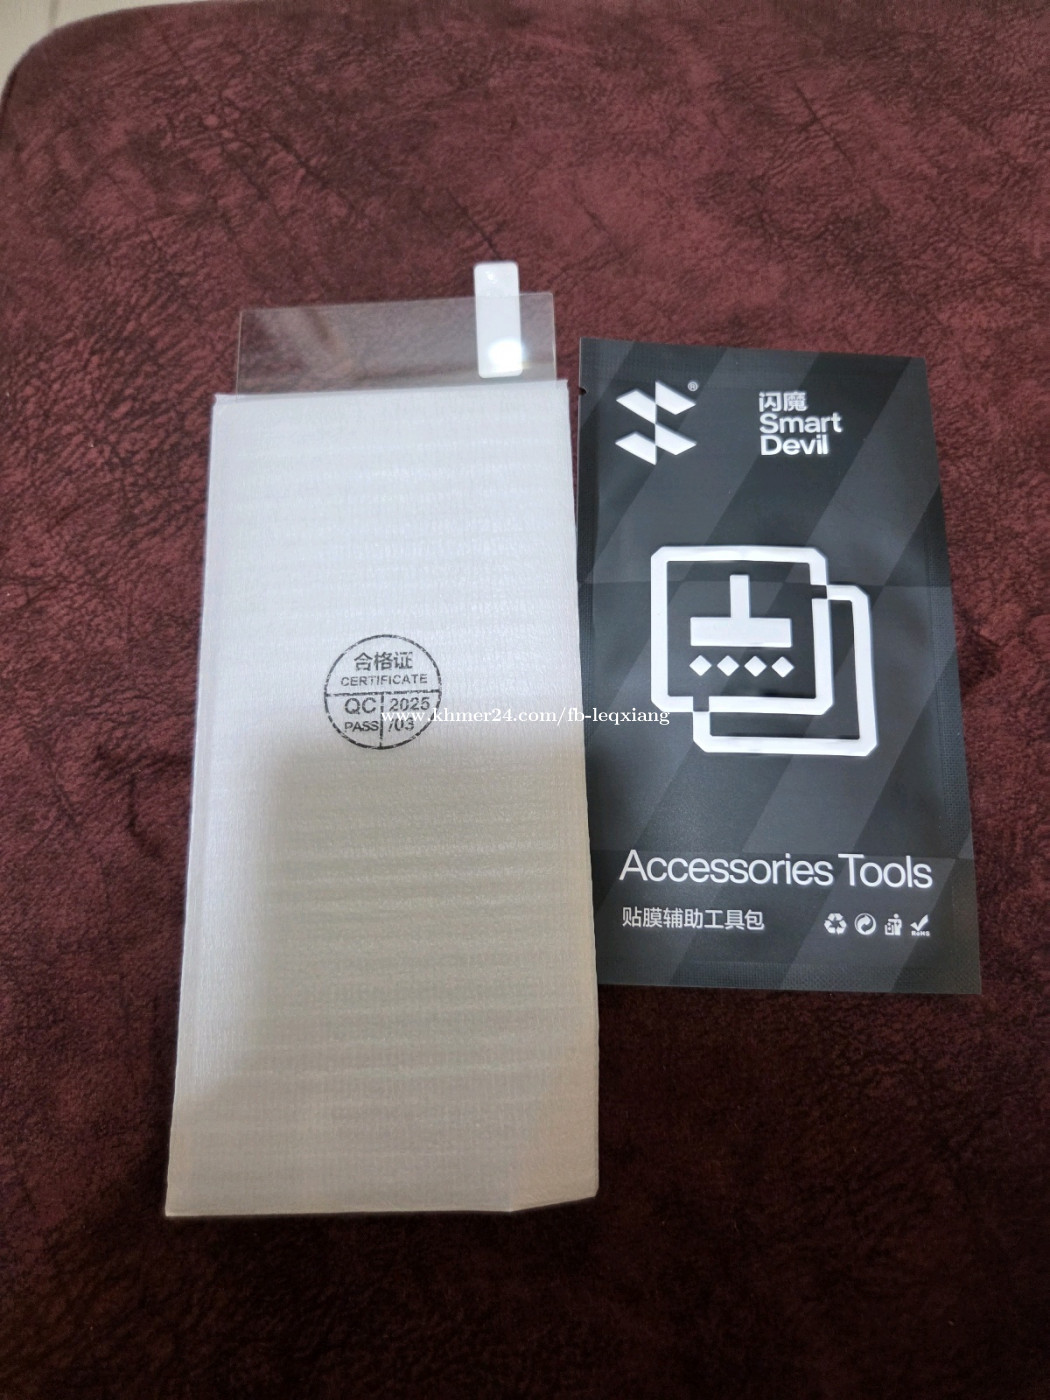 ®
闪魔
Smart
Devil
合格证
CERTIFICATE
QC 2025
PASS /03
www.khmer24.com/fb-leqxiang
Accessories Tools
贴膜辅助工具包
RoHS